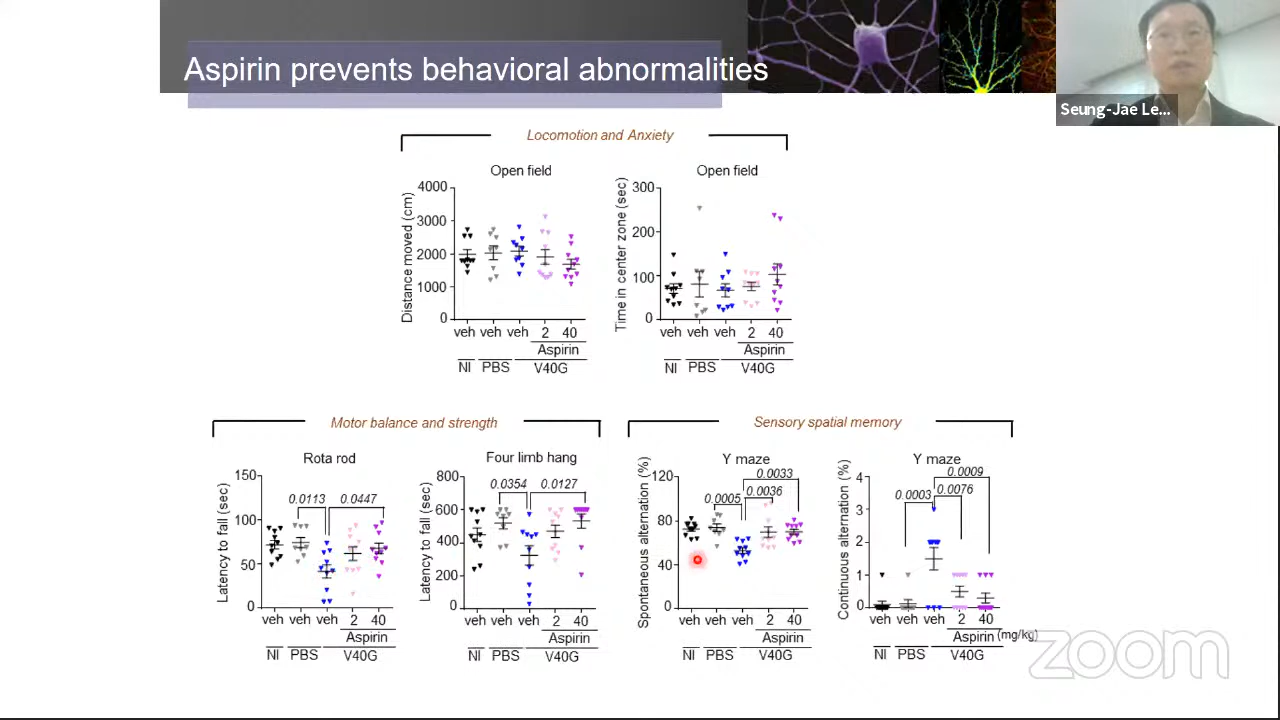 Aspirin prevents behavioral abnormalities
Seung-Jae Le...
Locomotion and Anxiety
Open field
Distance moved (cm)
4000
3000
2000
1000
0
veh veh veh 2 40
Aspirin
NI PBS V40G
Open field
Time in center zone (sec)
300
200
100
0
veh veh veh 2 40
Aspirin
NI PBS V40G
Motor balance and strength
Rota rod
Latency to fall (sec)
150
100
50
0
0.0113 0.0447
veh veh veh 2 40
Aspirin
NI PBS V40G
Four limb hang
Latency to fall (sec)
800
600
400
200
0
0.0354 0.0127
veh veh veh 2 40
Aspirin
NI PBS V40G
Sensory spatial memory
Y maze
Spontaneous alternation (%)
120
80
40
0
0.0033
0.0005 0.0036
veh veh veh 2 40
Aspirin
NI PBS V40G
Y maze
Continuous alternation (%)
4
3
2
1
0
0.0009
0.0003 0.0076
veh veh veh 2 40
Aspirin (mg/kg)
NI PBS V40G
zoom